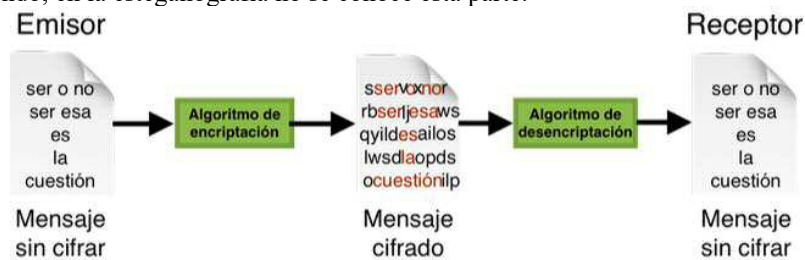 Emisor
Receptor
ser o no
ser esa
es
la
cuestión
Algoritmo de
encriptación
sservoxnor
rbserljesaws
qyildesailos
lwsdlaopds
ocuestiónilp
Algoritmo de
desencriptación
ser o no
ser esa
es
la
cuestión
Mensaje
sin cifrar
Mensaje
cifrado
Mensaje
sin cifrar